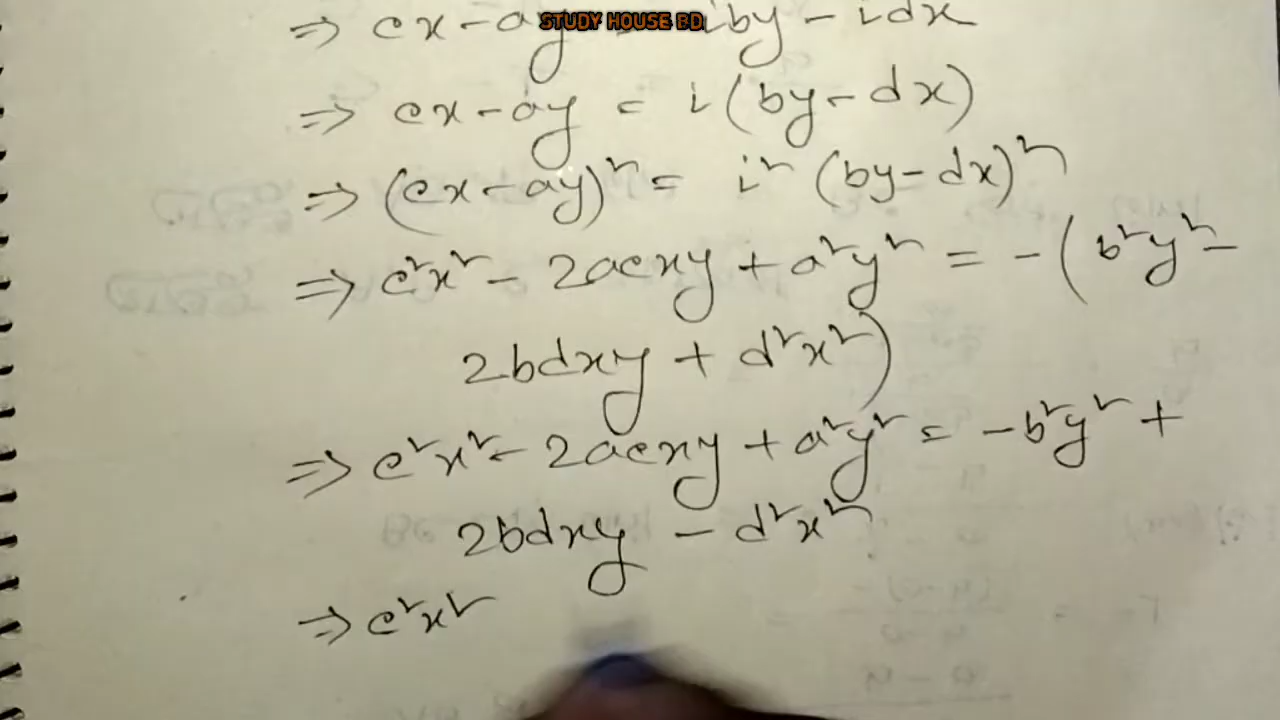 STUDY HOUSE BD
⇒ cx - ay = iby - idx
⇒ cx - ay = i(by - dx)
⇒ (cx - ay)² = i² (by - dx)²
⇒ c²x² - 2acxy + a²y² = - (b²y² -
2bdxy + d²x²)
⇒ c²x² - 2acxy + a²y² = - b²y² +
2bdxy - d²x²
⇒ c²x²